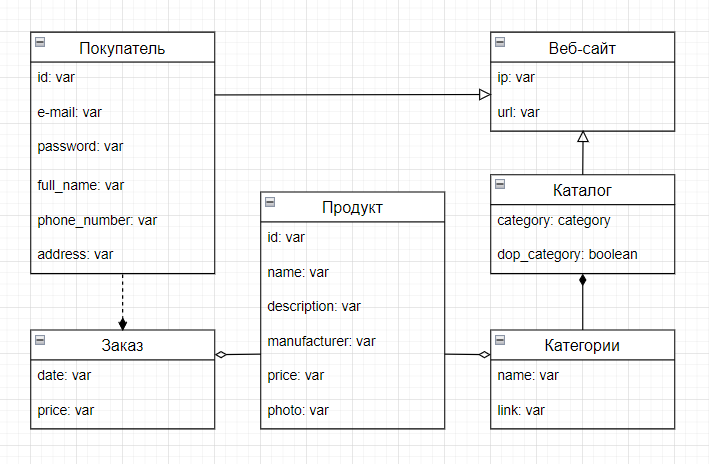 Покупатель
id: var
e-mail: var
password: var
full_name: var
phone_number: var
address: var
Веб-сайт
ip: var
url: var
Продукт
id: var
name: var
description: var
manufacturer: var
price: var
photo: var
Каталог
category: category
dop_category: boolean
Заказ
date: var
price: var
Категории
name: var
link: var